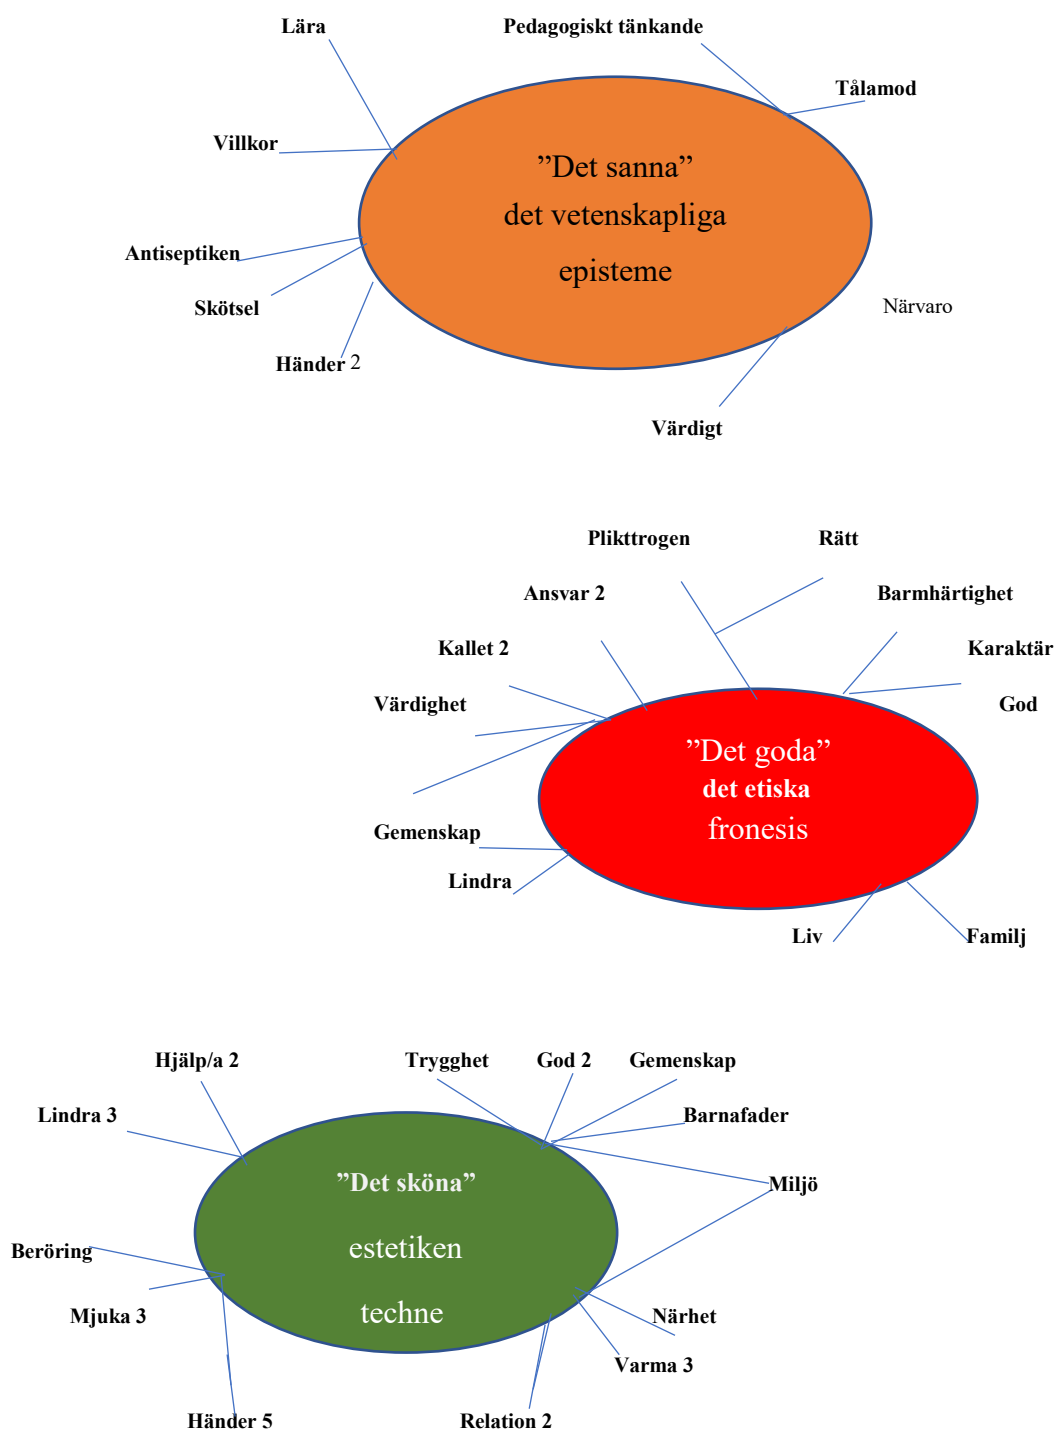 Lära
Pedagogiskt tänkande
Tålamod
Villkor
”Det sanna”
det vetenskapliga
episteme
Antiseptiken
Skötsel
Närvaro
Händer 2
Värdigt
Plikttrogen
Rätt
Ansvar 2
Barmhärtighet
Kallet 2
Karaktär
Värdighet
God
”Det goda”
det etiska
fronesis
Gemenskap
Lindra
Liv
Familj
Hjälp/a 2
Trygghet
God 2
Gemenskap
Lindra 3
Barnafader
”Det sköna”
Miljö
estetiken
Beröring
techne
Mjuka 3
Närhet
Varma 3
Händer 5
Relation 2